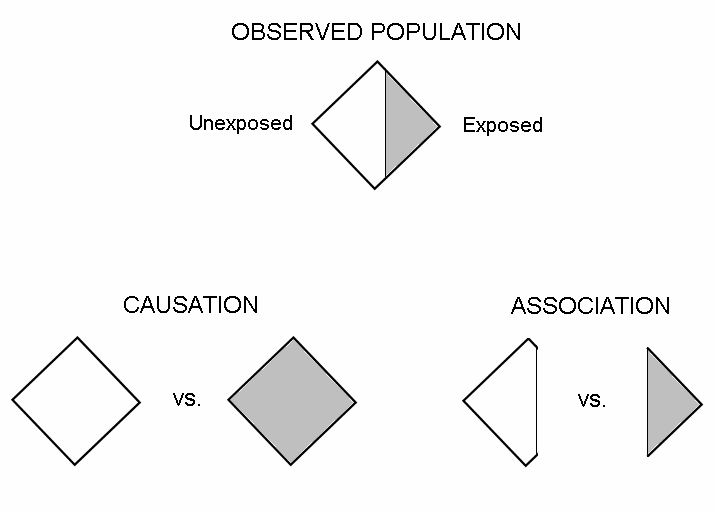 OBSERVED POPULATION
Unexposed
Exposed
CAUSATION
ASSOCIATION
vs.
vs.